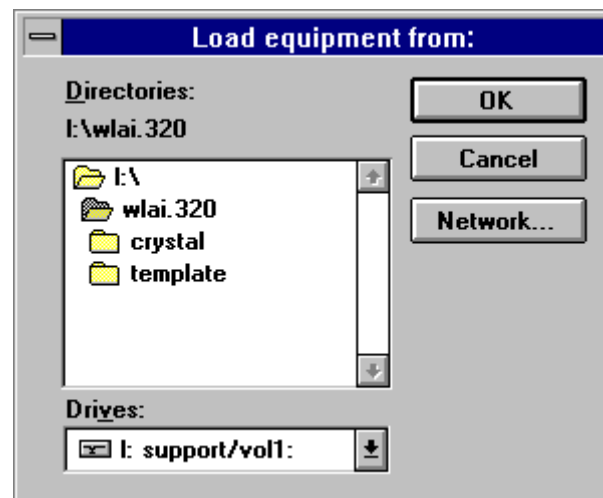 Load equipment from:
Directories:
I:\wlai.320
I:\
wlai.320
crystal
template
Drives:
I: support/vol1:
OK
Cancel
Network...